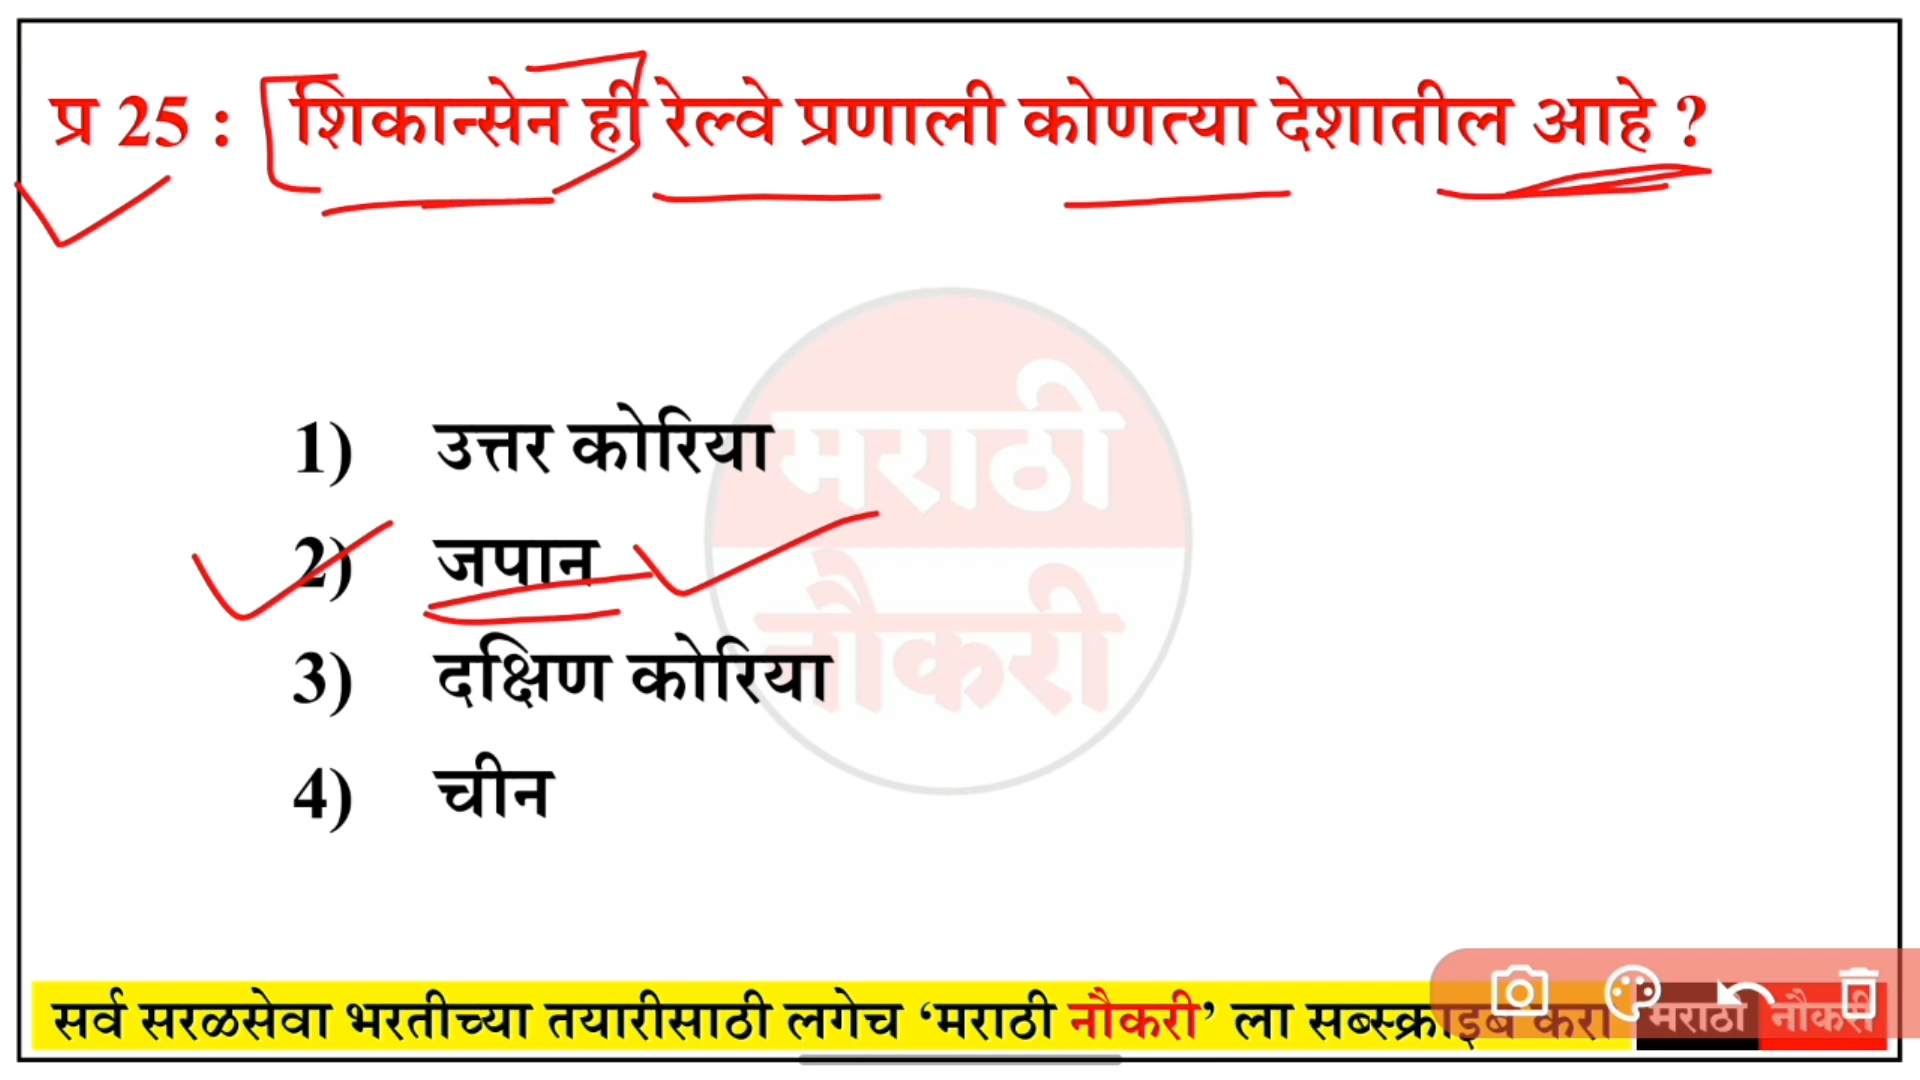 प्र 25 : शिकान्सेन ही रेल्वे प्रणाली कोणत्या देशातील आहे ?
मराठी
नौकरी
1) उत्तर कोरिया
2) जपान
3) दक्षिण कोरिया
4) चीन
सर्व सरळसेवा भरतीच्या तयारीसाठी लगेच ‘मराठी नौकरी’ ला सब्स्क्राइब करा मराठी नौकरी